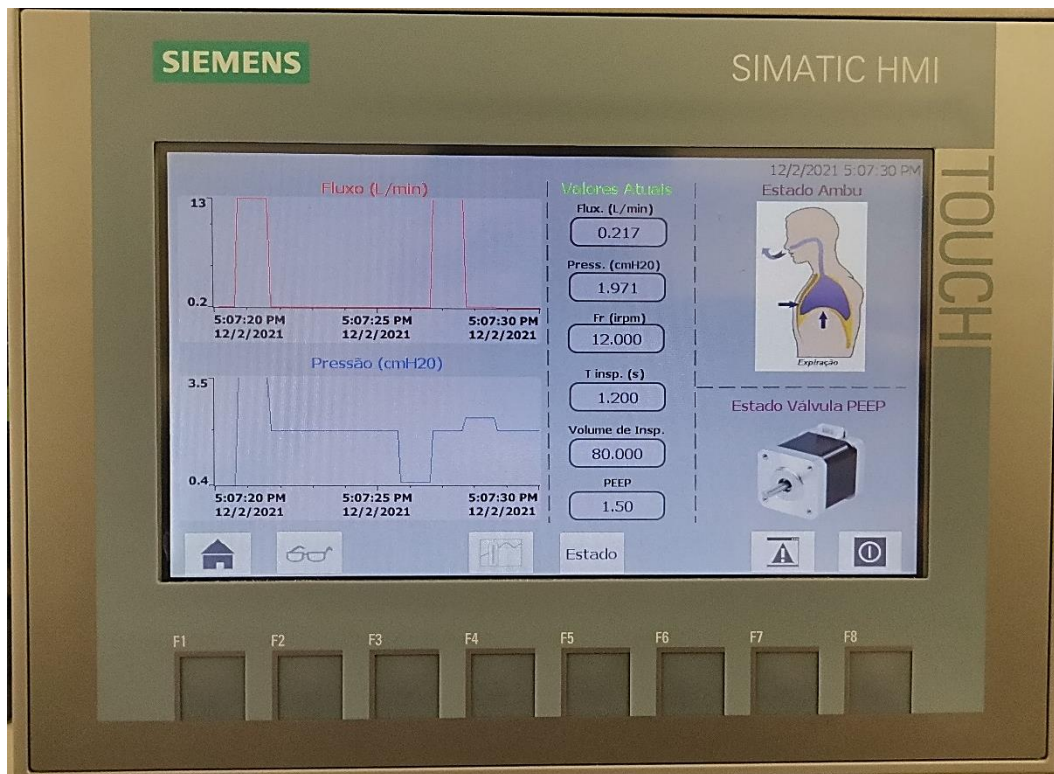 SIEMENS
SIMATIC HMI
TOUCH
12/2/2021 5:07:30 PM
Fluxo (L/min)
13
0.2
5:07:20 PM 5:07:25 PM 5:07:30 PM
12/2/2021 12/2/2021 12/2/2021
Pressão (cmH20)
3.5
0.4
5:07:20 PM 5:07:25 PM 5:07:30 PM
12/2/2021 12/2/2021 12/2/2021
Valores Atuais
Flux. (L/min)
0.217
Press. (cmH20)
1.971
Fr (irpm)
12.000
T insp. (s)
1.200
Volume de Insp.
80.000
PEEP
1.50
Estado Ambu
Expiração
Estado Válvula PEEP
Estado
F1 F2 F3 F4 F5 F6 F7 F8